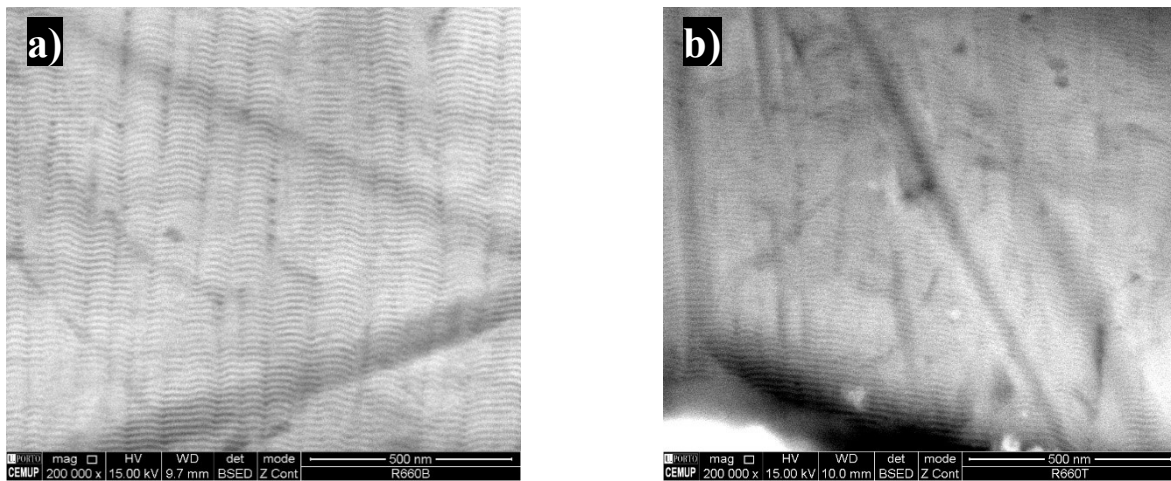 a)
b)
U.PORTO mag □ HV WD det mode 500 nm
CEMUP 200 000 x 15.00 kV 9.7 mm BSED Z Cont R660B
U.PORTO mag □ HV WD det mode 500 nm
CEMUP 200 000 x 15.00 kV 10.0 mm BSED Z Cont R660T